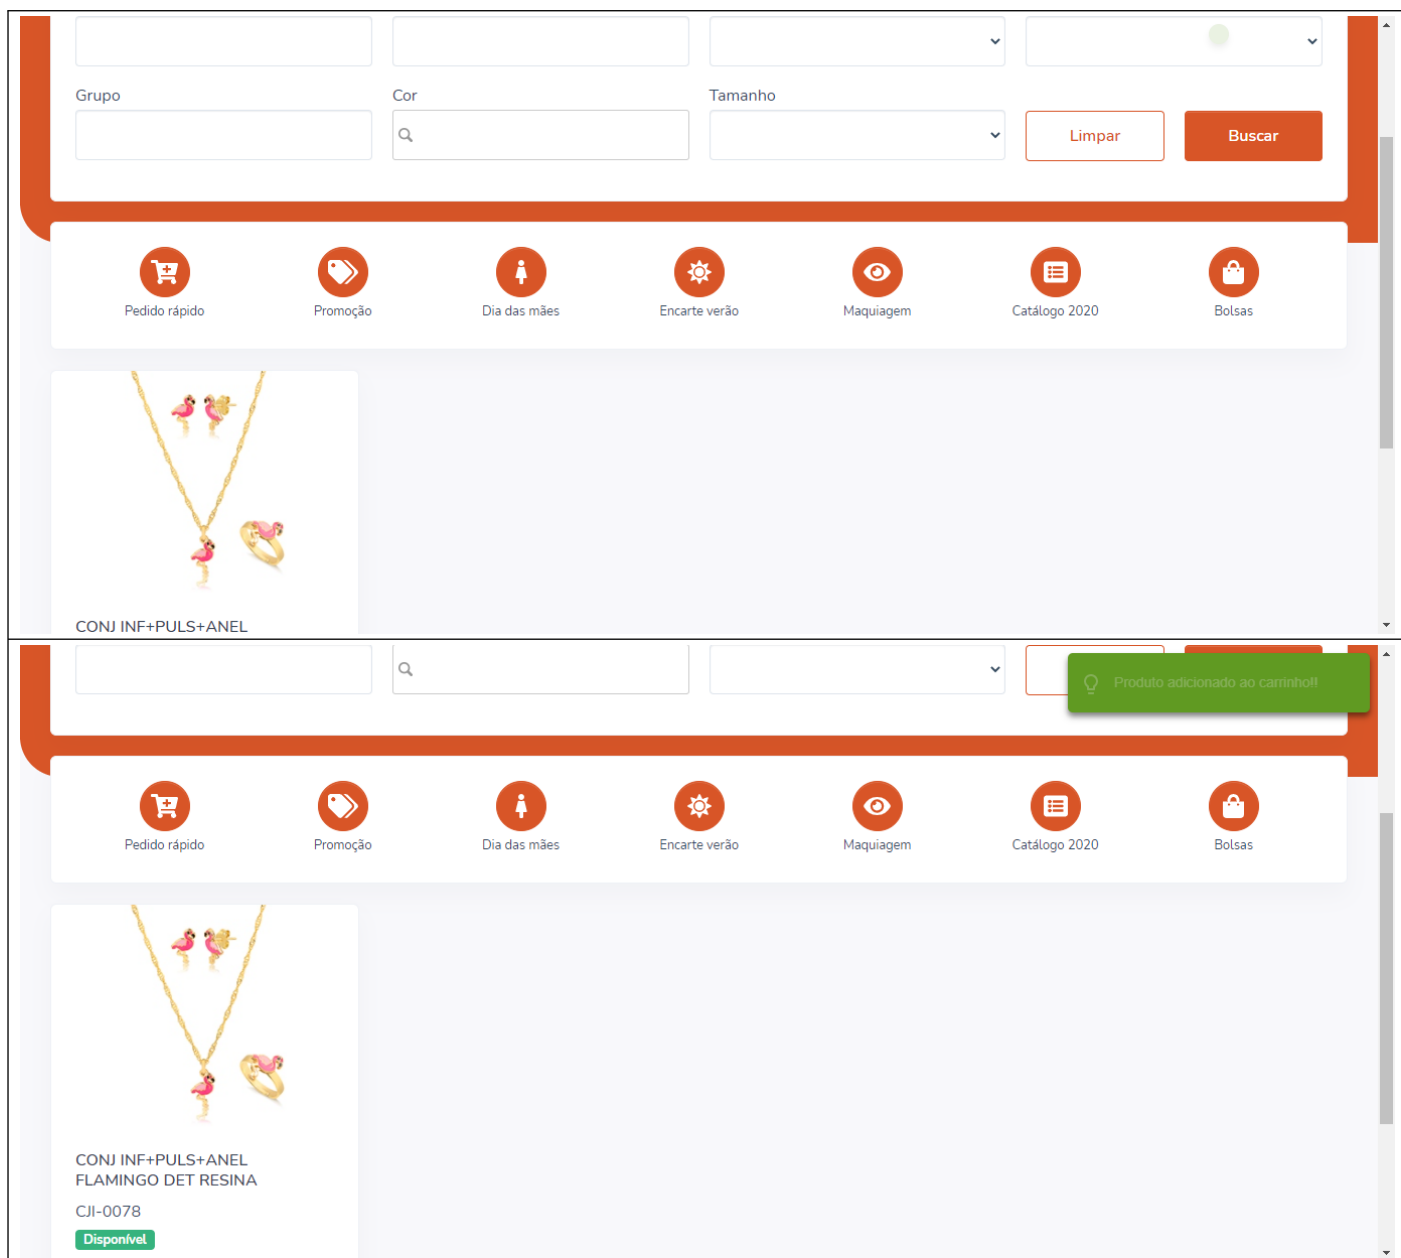 Grupo Cor Tamanho
Limpar Buscar
Pedido rápido Promoção Dia das mães Encarte verão Maquiagem Catálogo 2020 Bolsas
CONJ INF+PULS+ANEL
Produto adicionado ao carrinho!!
Pedido rápido Promoção Dia das mães Encarte verão Maquiagem Catálogo 2020 Bolsas
CONJ INF+PULS+ANEL
FLAMINGO DET RESINA
CJI-0078
Disponível